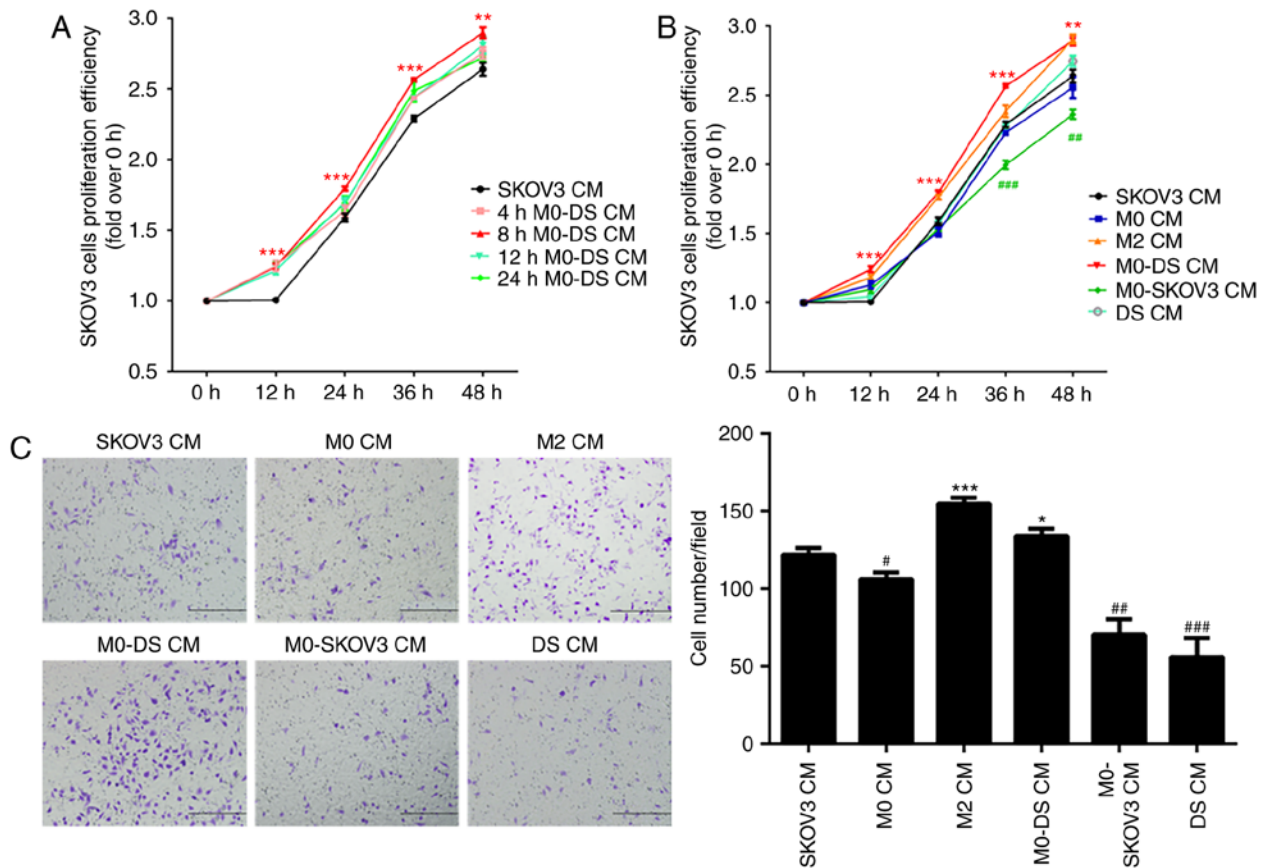 A
SKOV3 cells proliferation efficiency
(fold over 0 h)
3.0
2.5
2.0
1.5
1.0
0.5
0 h
12 h
24 h
36 h
48 h
***
***
***
**
SKOV3 CM
4 h M0-DS CM
8 h M0-DS CM
12 h M0-DS CM
24 h M0-DS CM
B
SKOV3 cells proliferation efficiency
(fold over 0 h)
3.0
2.5
2.0
1.5
1.0
0.5
0 h
12 h
24 h
36 h
48 h
***
***
***
**
###
##
SKOV3 CM
M0 CM
M2 CM
M0-DS CM
M0-SKOV3 CM
DS CM
C
SKOV3 CM
M0 CM
M2 CM
M0-DS CM
M0-SKOV3 CM
DS CM
Cell number/field
200
150
100
50
0
#
***
*
##
###
SKOV3 CM
M0 CM
M2 CM
M0-DS CM
M0-
SKOV3 CM
DS CM